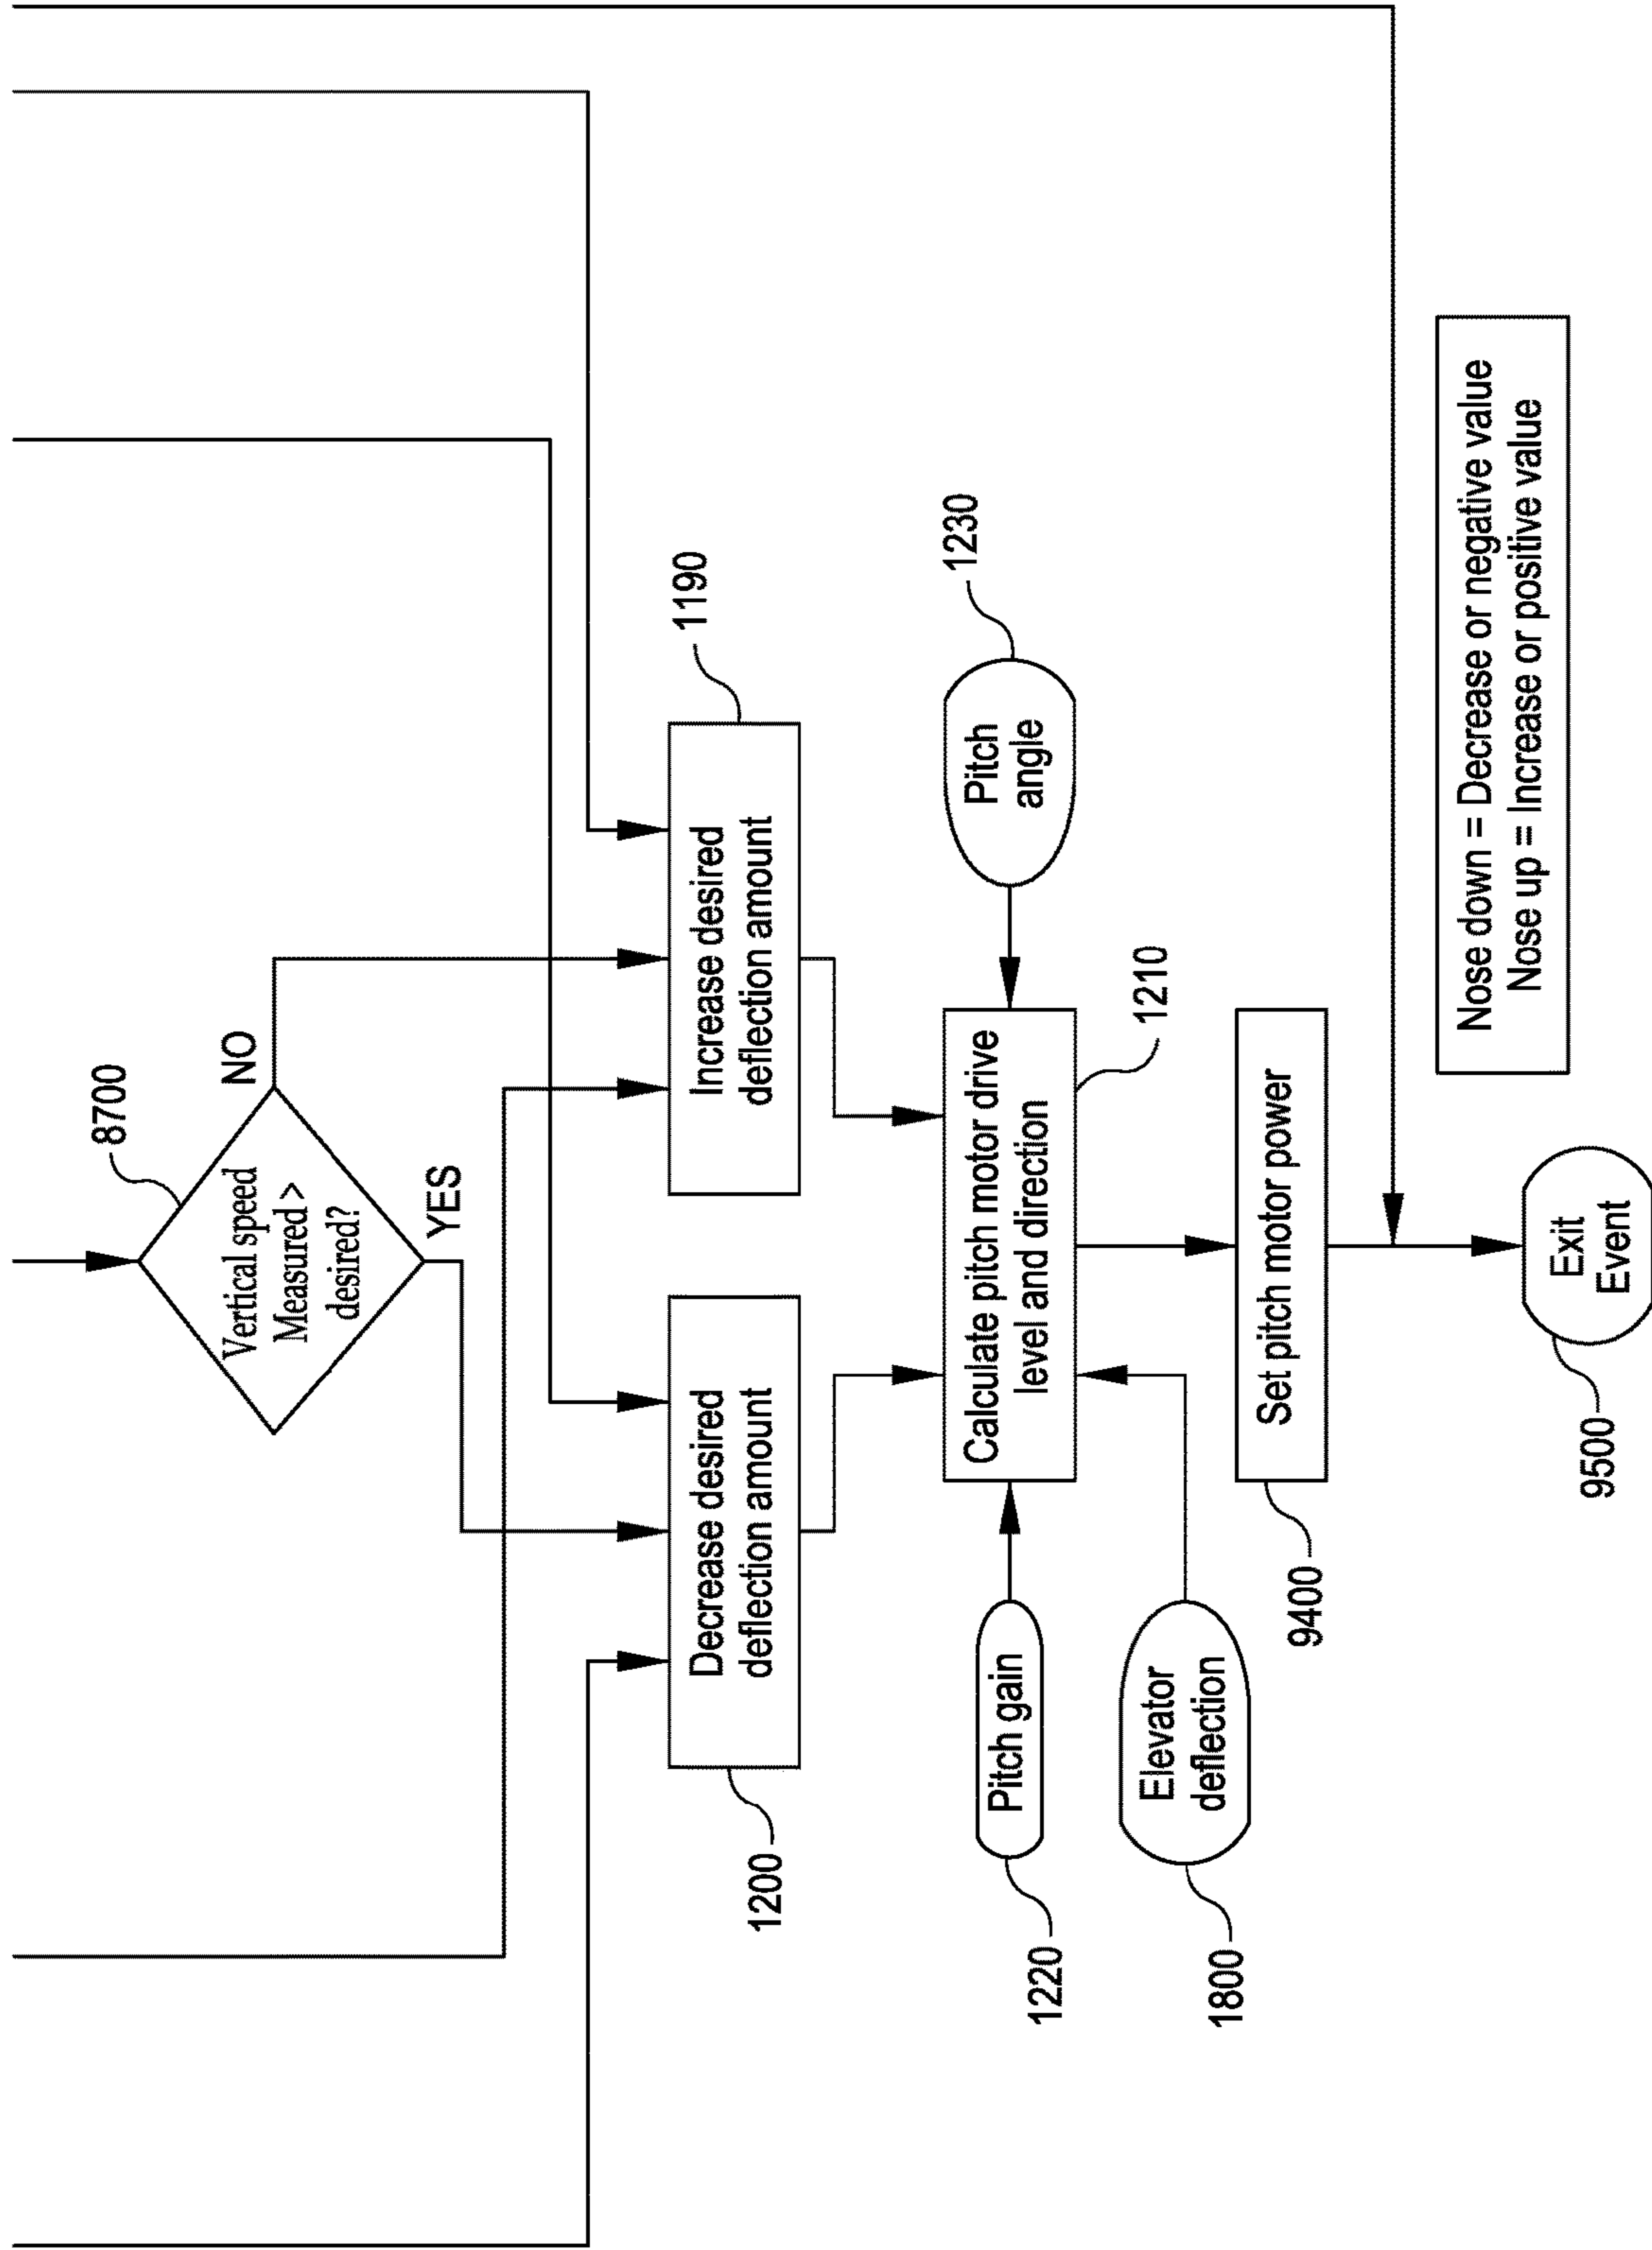 8700
Vertical speed
Measured >
desired?
NO
YES
1200
Decrease desired
deflection amount
Increase desired
deflection amount
1190
1220
Pitch gain
Calculate pitch motor drive
level and direction
1210
Pitch
angle
1230
1800
Elevator
deflection
9400
Set pitch motor power
9500
Exit
Event
Nose down = Decrease or negative value
Nose up = Increase or positive value